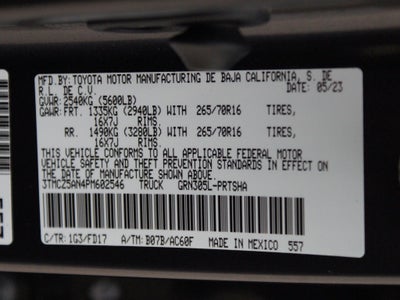 MFD.BY:TOYOTA MOTOR MANUFACTURING DE BAJA CALIFORNIA, S. DE
R.L. DE C.V. DATE: 05/23
GVWR: 2540KG (5600LB)
GAWR: FRT. 1335KG (2940LB) WITH 265/70R16 TIRES,
16X7J RIMS.
RR. 1490KG (3280LB) WITH 265/70R16 TIRES,
16X7J RIMS.
THIS VEHICLE CONFORMS TO ALL APPLICABLE FEDERAL MOTOR
VEHICLE SAFETY AND THEFT PREVENTION STANDARDS IN EFFECT ON
THE DATE OF MANUFACTURE SHOWN ABOVE.
3TMCZ5AN4PM602546 TRUCK GRN305L-PRTSHA
C/TR: 1G3/FD17 A/TM: B07B/AC60F MADE IN MEXICO 557